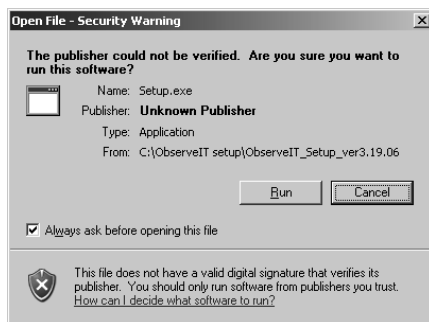 Open File - Security Warning
The publisher could not be verified. Are you sure you want to
run this software?
Name: Setup.exe
Publisher: Unknown Publisher
Type: Application
From: C:\ObserveIT setup\ObserveIT_Setup_ver3.19.06
Run Cancel
Always ask before opening this file
This file does not have a valid digital signature that verifies its
publisher. You should only run software from publishers you trust.
How can I decide what software to run?